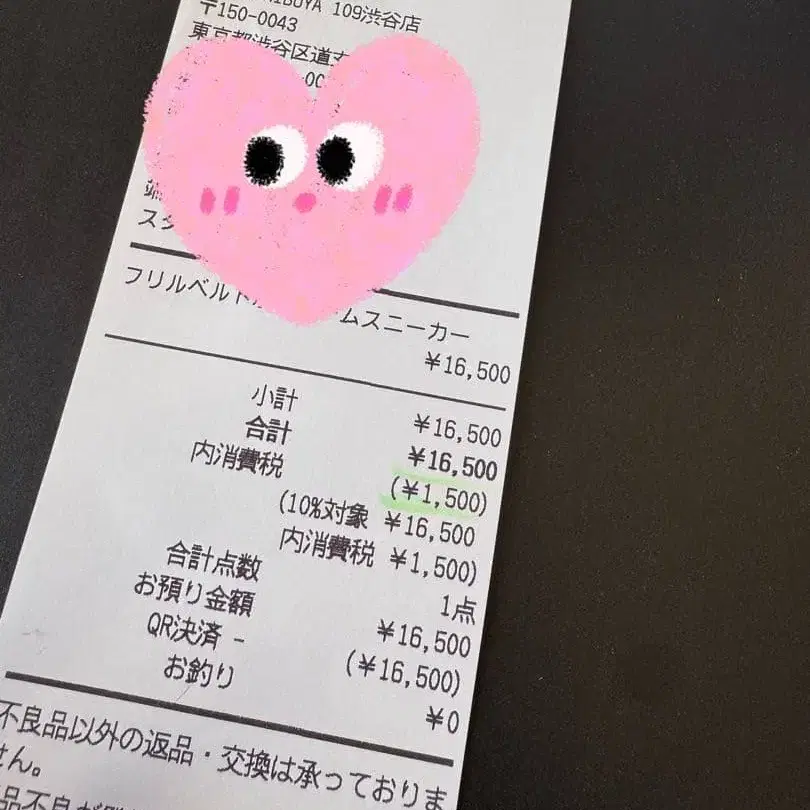 109渋谷店
〒150-0043
東京都渋谷区道玄
フリルベルト ムスニーカー
¥16,500
小計 ¥16,500
合計 ¥16,500
内消費税 (¥1,500)
(10%対象 ¥16,500
内消費税 ¥1,500)
合計点数 1点
お預り金額 ¥16,500
QR決済 - (¥16,500)
お釣り ¥0
不良品以外の返品・交換は承っておりま
せん。